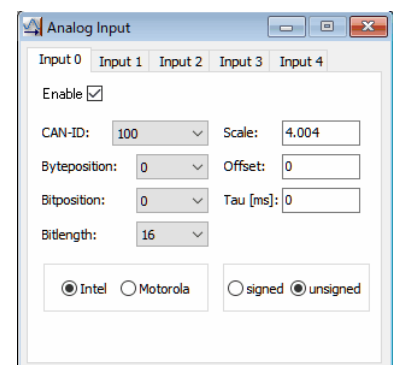 Analog Input
Input 0 Input 1 Input 2 Input 3 Input 4
Enable
CAN-ID: 100 Scale: 4.004
Byteposition: 0 Offset: 0
Bitposition: 0 Tau [ms]: 0
Bitlength: 16
Intel Motorola signed unsigned